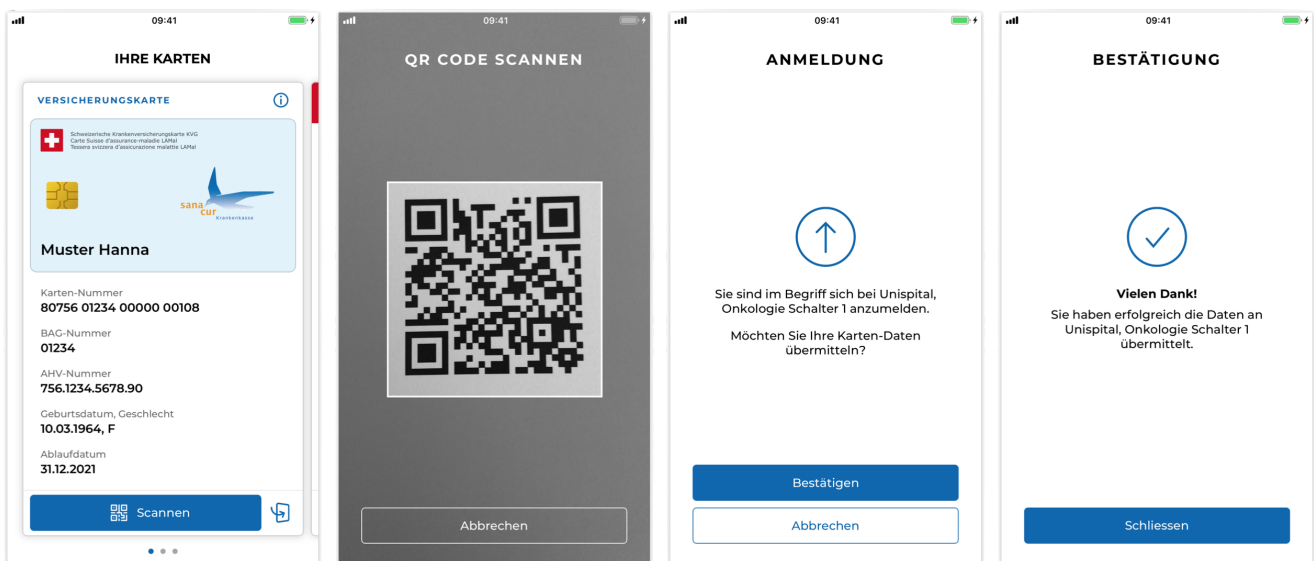 09:41
IHRE KARTEN
VERSICHERUNGSKARTE
Schweizerische Krankenversicherungskarte KVG
Carte Suisse d'assurance-maladie LAMal
Tessera svizzera d'assicurazione malattie LAMal
sana
cur
Krankenkasse
Muster Hanna
Karten-Nummer
80756 01234 00000 00108
BAG-Nummer
01234
AHV-Nummer
756.1234.5678.90
Geburtsdatum, Geschlecht
10.03.1964, F
Ablaufdatum
31.12.2021
Scannen
09:41
QR CODE SCANNEN
Abbrechen
09:41
ANMELDUNG
Sie sind im Begriff sich bei Unispital,
Onkologie Schalter 1 anzumelden.
Möchten Sie Ihre Karten-Daten
übermitteln?
Bestätigen
Abbrechen
09:41
BESTÄTIGUNG
Vielen Dank!
Sie haben erfolgreich die Daten an
Unispital, Onkologie Schalter 1
übermittelt.
Schliessen